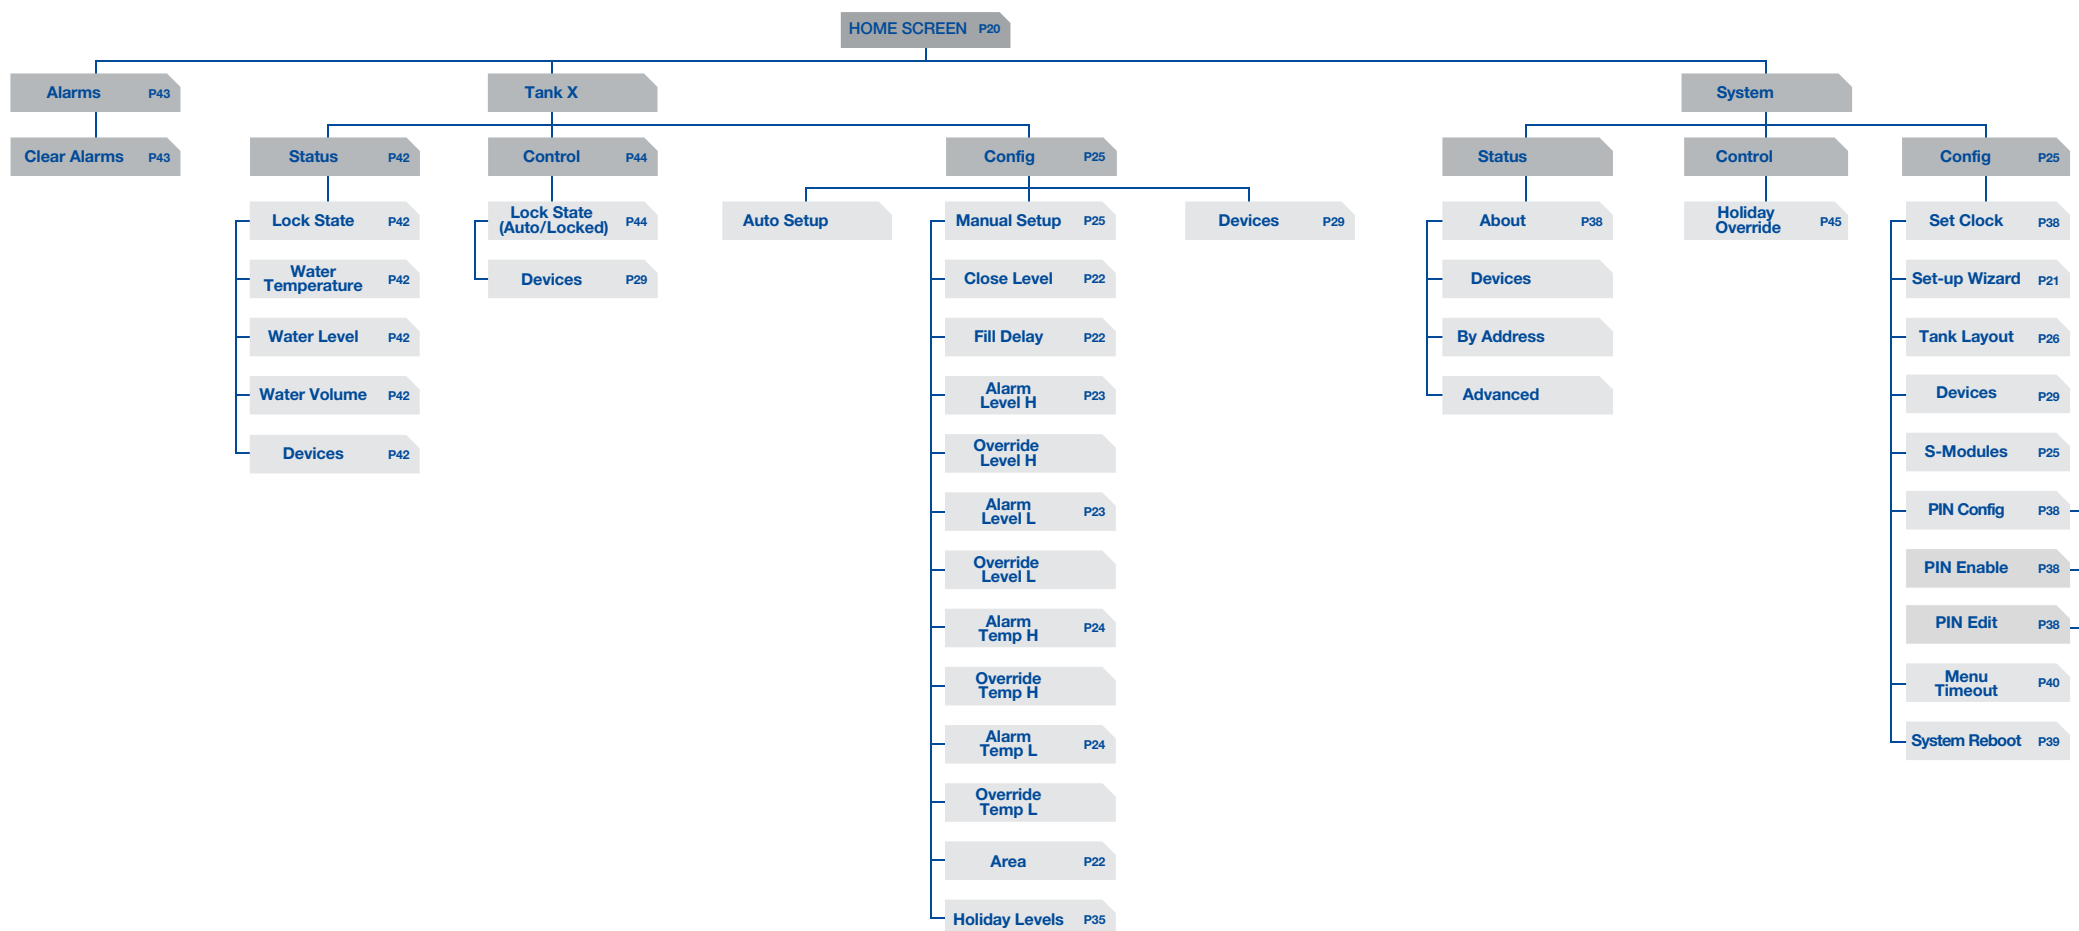 HOME SCREEN P20
Alarms P43
Tank X
System
Clear Alarms P43
Status P42
Control P44
Config P25
Status
Control
Config P25
Lock State P42
Lock State
(Auto/Locked) P44
Auto Setup
Manual Setup P25
Devices P29
About P38
Holiday
Override P45
Set Clock P38
Water
Temperature P42
Devices P29
Close Level P22
Devices
Set-up Wizard P21
Water Level P42
Fill Delay P22
By Address
Tank Layout P26
Water Volume P42
Alarm
Level H P23
Advanced
Devices P29
Devices P42
Override
Level H
S-Modules P25
Alarm
Level L P23
PIN Config P38
Override
Level L
PIN Enable P38
Alarm
Temp H P24
PIN Edit P38
Override
Temp H
Menu
Timeout P40
Alarm
Temp L P24
System Reboot P39
Override
Temp L
Area P22
Holiday Levels P35